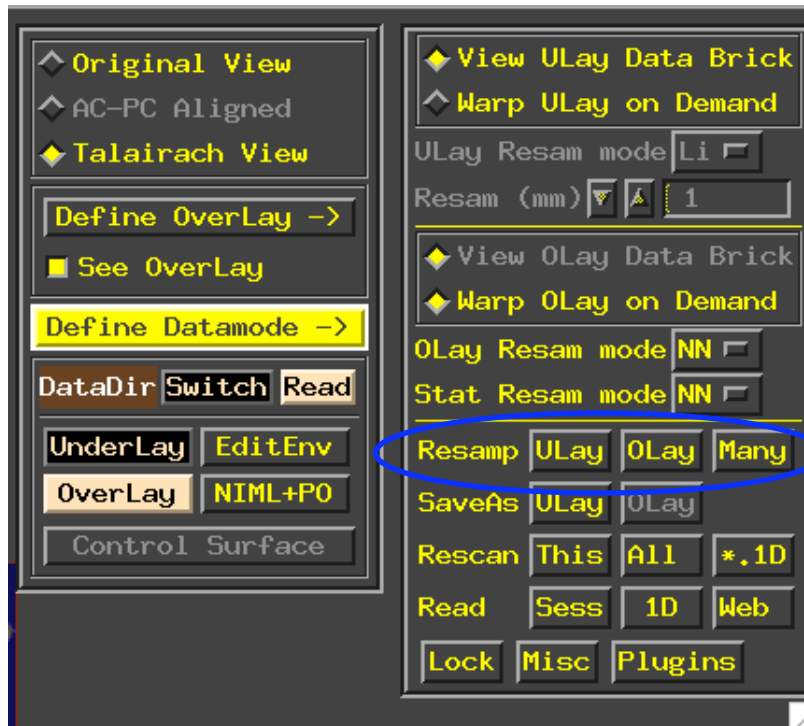 Original View
AC-PC Aligned
Talairach View
Define OverLay ->
See OverLay
Define Datamode ->
DataDir Switch Read
UnderLay EditEnv
OverLay NIML+PO
Control Surface
View ULay Data Brick
Warp ULay on Demand
ULay Resam mode Li
Resam (mm) 1
View OLay Data Brick
Warp OLay on Demand
OLay Resam mode NN
Stat Resam mode NN
Resamp ULay OLay Many
SaveAs ULay OLay
Rescan This All *.1D
Read Sess 1D Web
Lock Misc Plugins